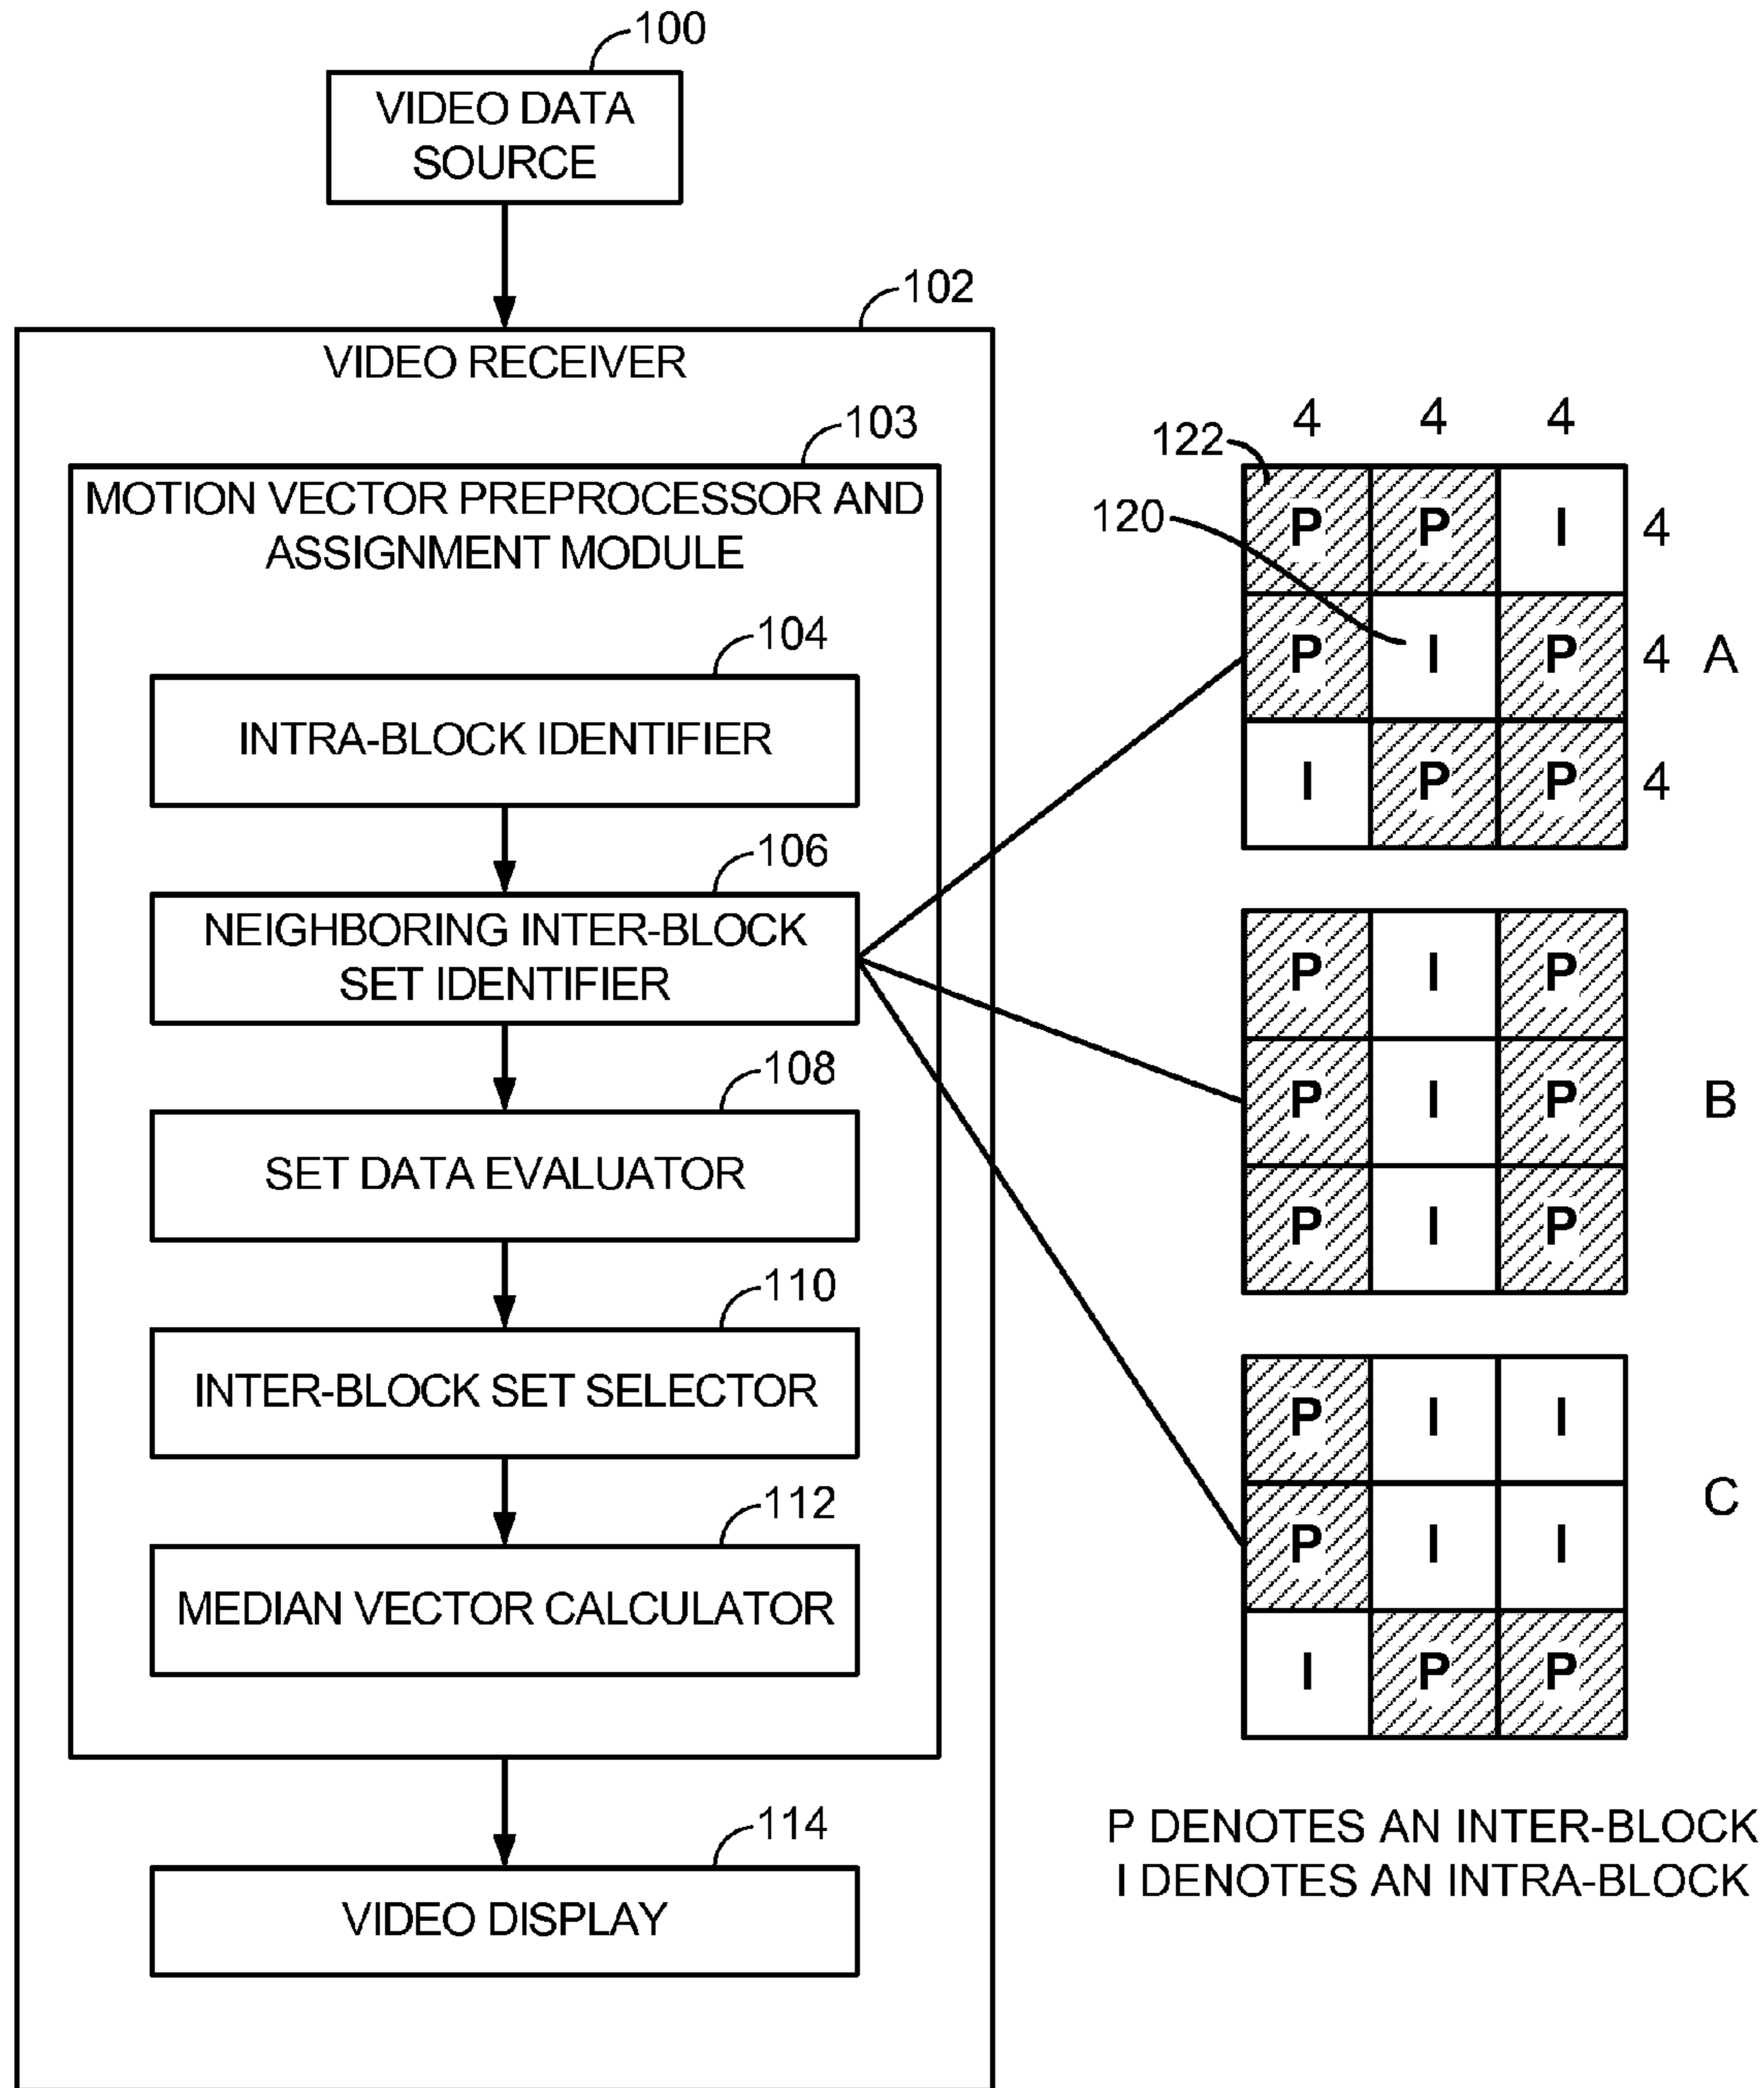 100
VIDEO DATA
SOURCE
102
VIDEO RECEIVER
103
MOTION VECTOR PREPROCESSOR AND
ASSIGNMENT MODULE
104
INTRA-BLOCK IDENTIFIER
106
NEIGHBORING INTER-BLOCK
SET IDENTIFIER
108
SET DATA EVALUATOR
110
INTER-BLOCK SET SELECTOR
112
MEDIAN VECTOR CALCULATOR
114
VIDEO DISPLAY
4 4 4
122
120
P P I 4
P I P 4 A
I P P 4
P I P
P I P B
P I P
P I I
C
P I I
I P P
P DENOTES AN INTER-BLOCK
I DENOTES AN INTRA-BLOCK